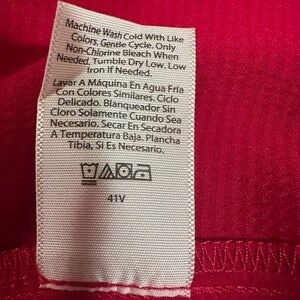 Machine Wash Cold With Like
Colors. Gentle Cycle. Only
Non-Chlorine Bleach When
Needed. Tumble Dry Low. Low
Iron If Needed.
Lavar A Máquina En Agua Fría
Con Colores Similares. Ciclo
Delicado. Blanqueador Sin
Cloro Solamente Cuando Sea
Necesario. Secar En Secadora
A Temperatura Baja. Plancha
Tibia, Si Es Necesario.
41V